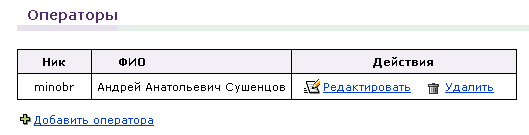 Операторы
Ник ФИО Действия
minobr Андрей Анатольевич Сушенцов Редактировать Удалить
Добавить оператора